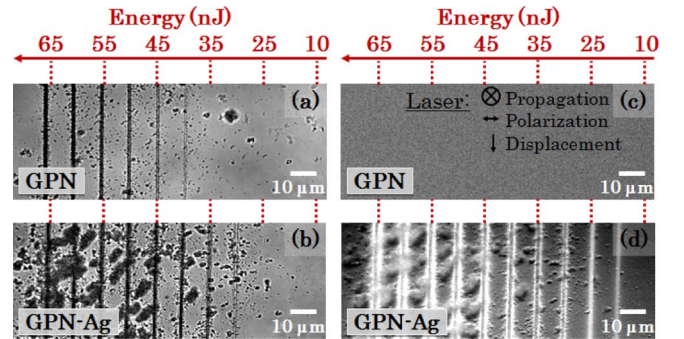 Energy (nJ)
65 55 45 35 25 10
Energy (nJ)
65 55 45 35 25 10
(a)
GPN
10 µm
(c)
Laser:
Propagation
Polarization
Displacement
GPN
10 µm
(b)
GPN-Ag
10 µm
(d)
GPN-Ag
10 µm